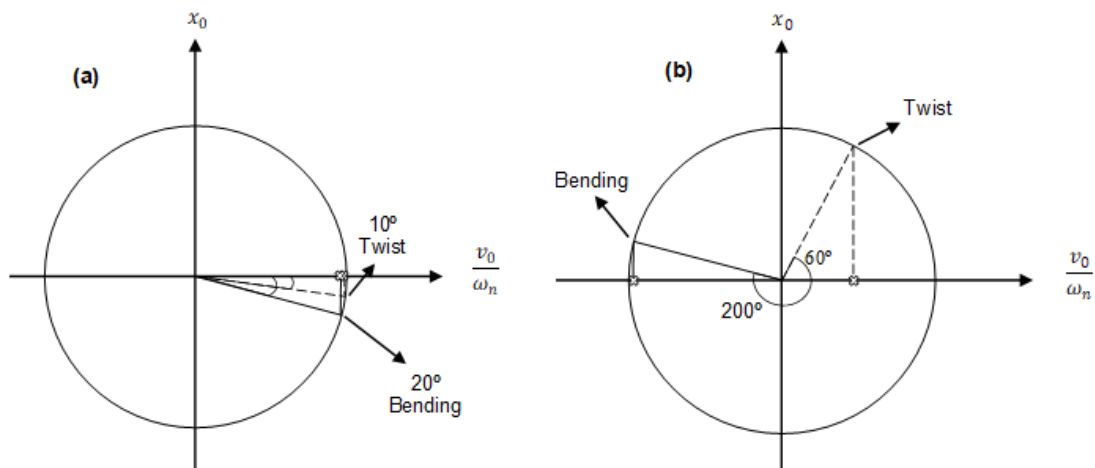 x₀
(a)
10º
Twist
v₀
ωₙ
20º
Bending
x₀
(b)
Twist
Bending
60º
200º
v₀
ωₙ